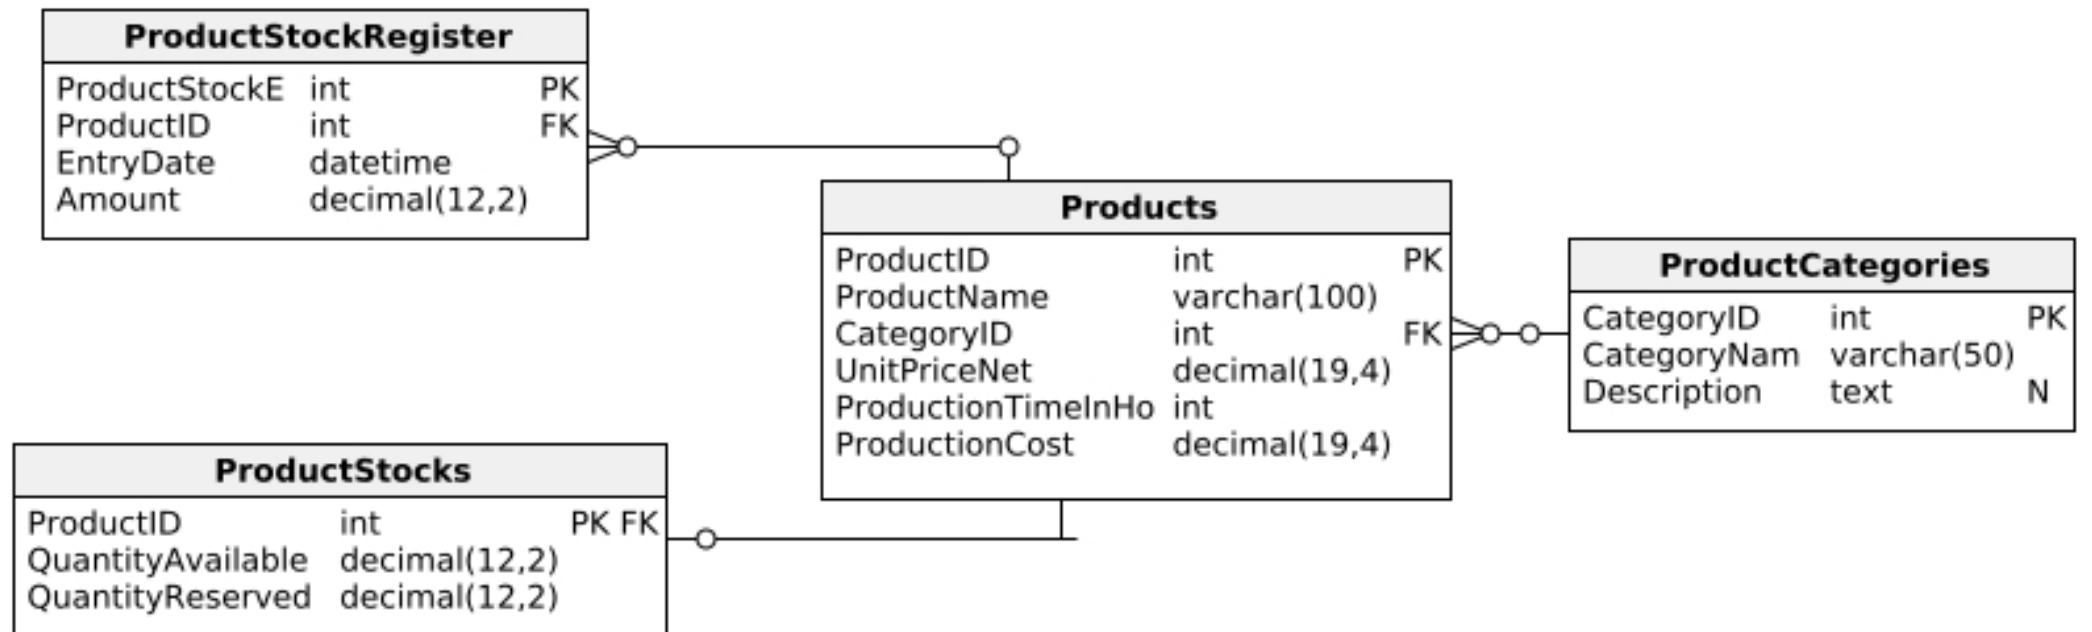 ProductStockRegister
ProductStockE int PK
ProductID int FK
EntryDate datetime
Amount decimal(12,2)
Products
ProductID int PK
ProductName varchar(100)
CategoryID int FK
UnitPriceNet decimal(19,4)
ProductionTimeInHo int
ProductionCost decimal(19,4)
ProductCategories
CategoryID int PK
CategoryNam varchar(50)
Description text N
ProductStocks
ProductID int PK FK
QuantityAvailable decimal(12,2)
QuantityReserved decimal(12,2)